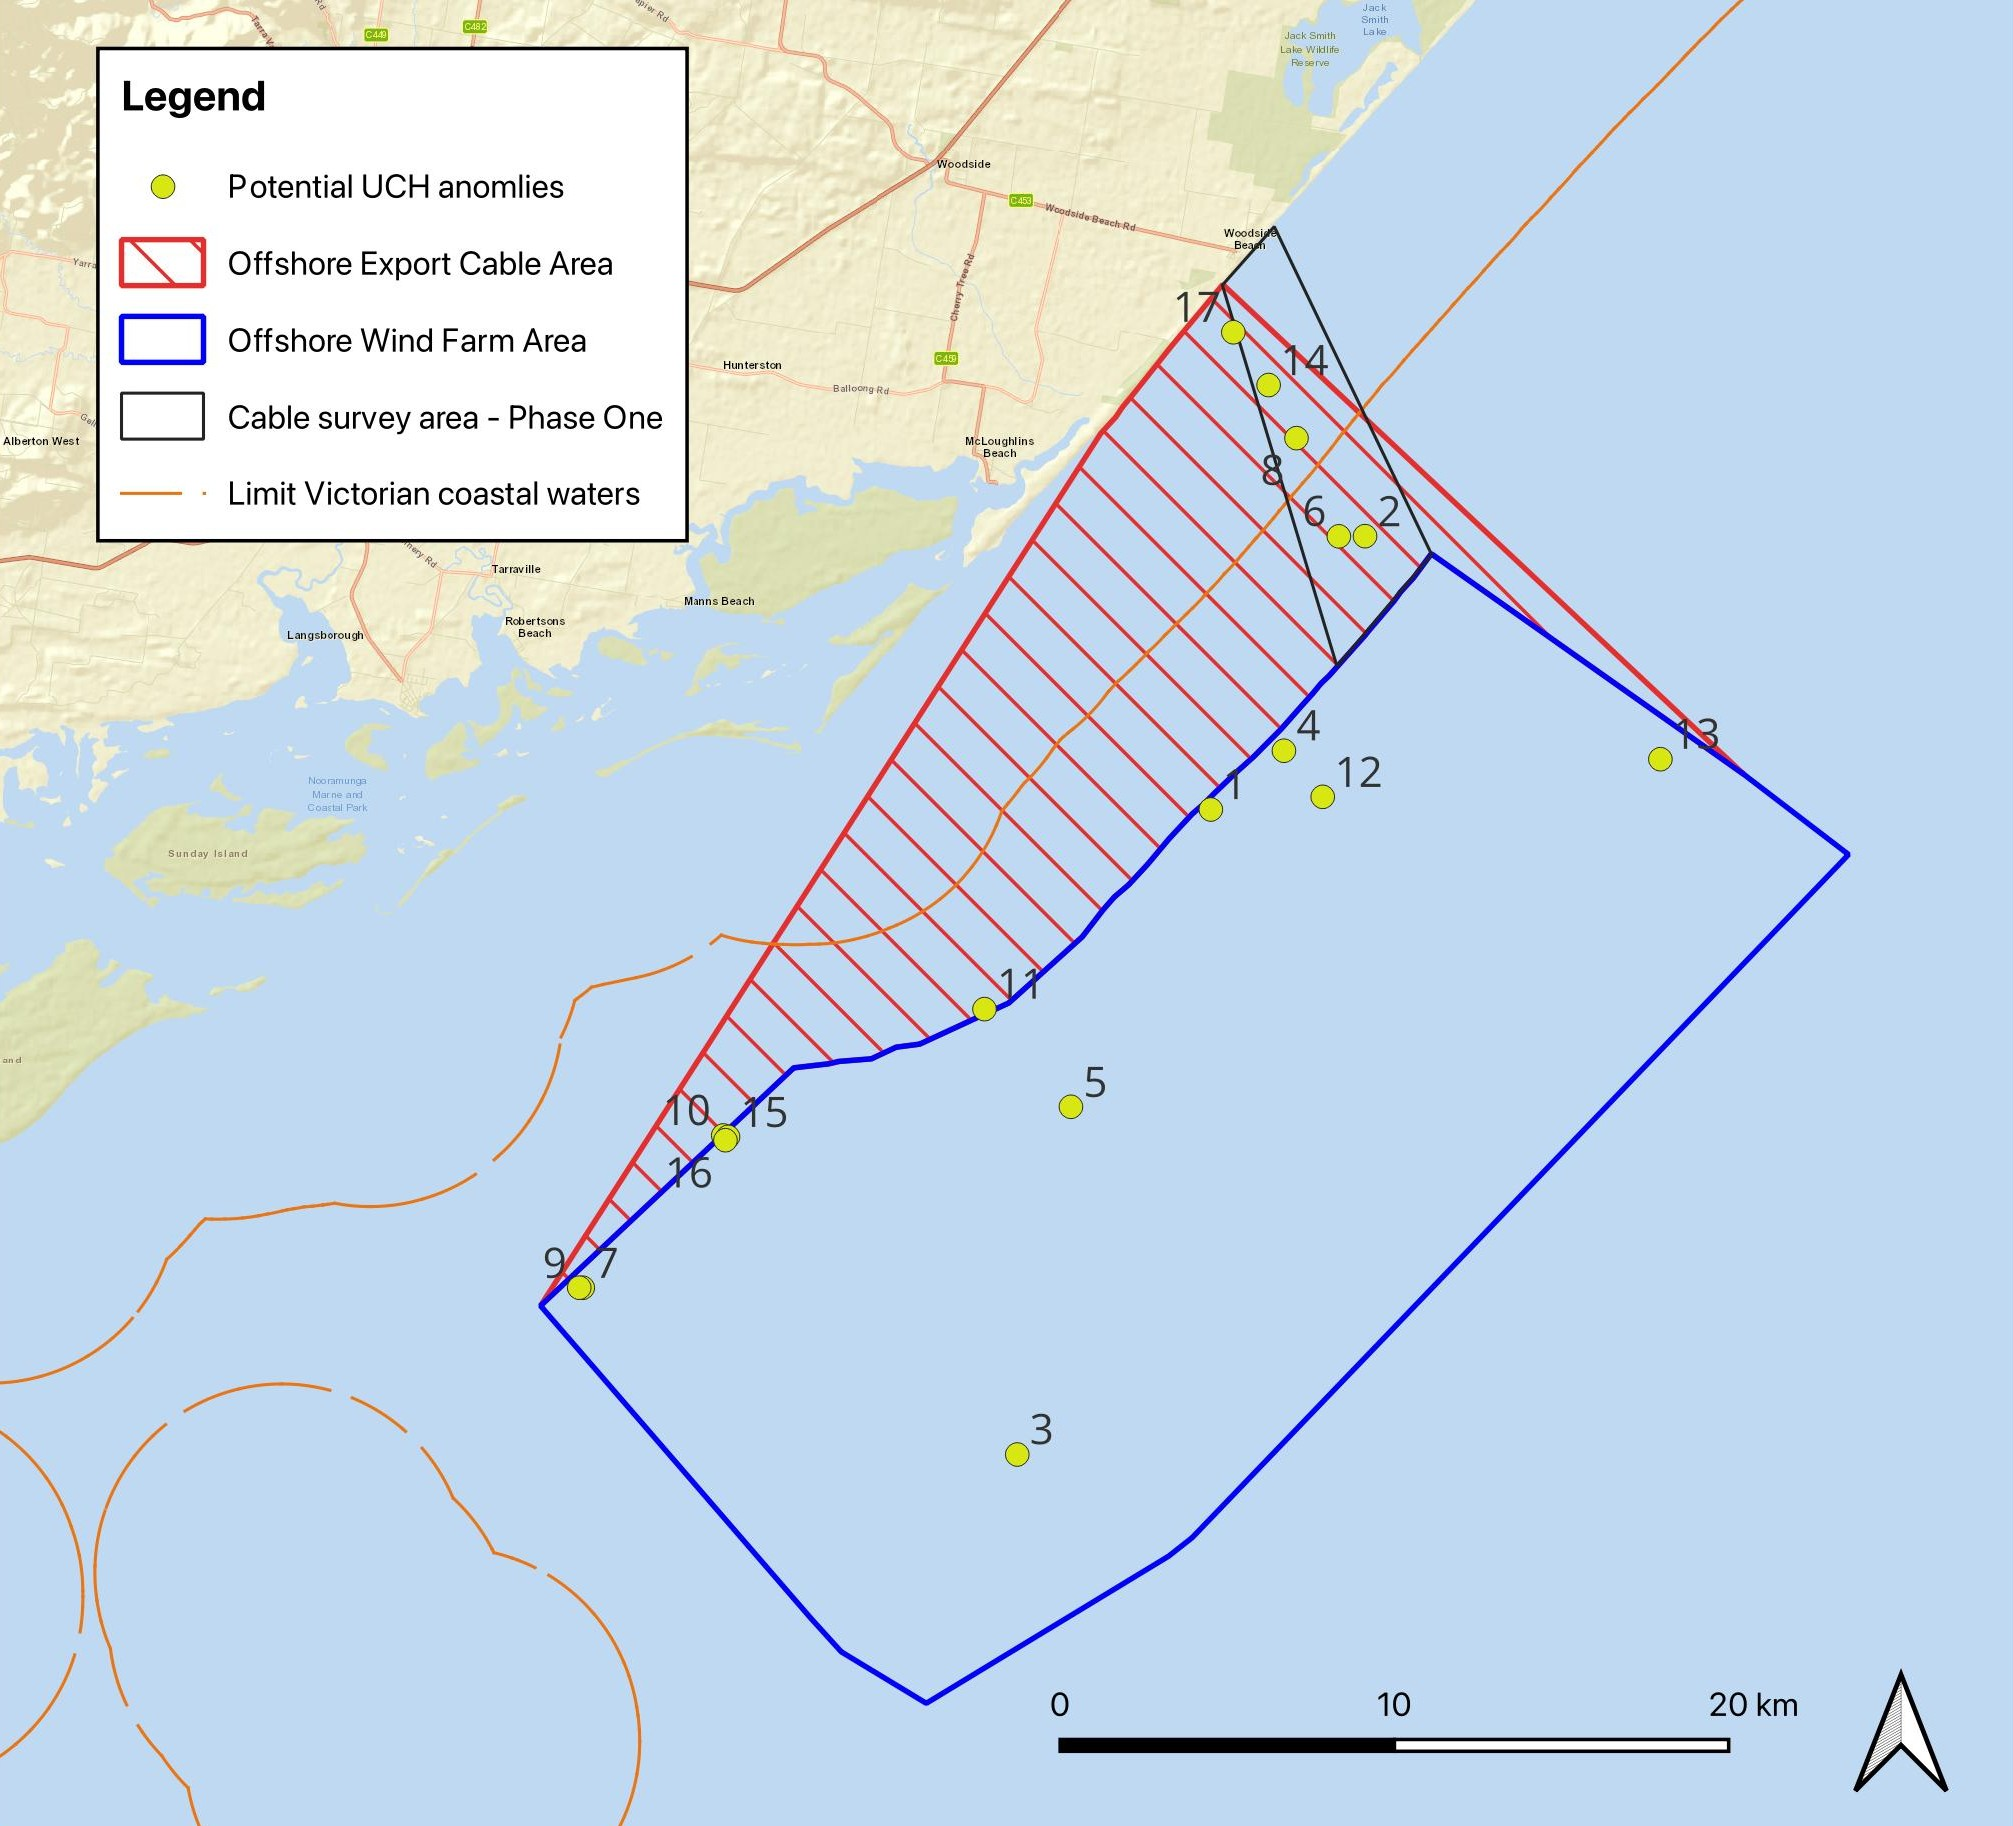 Legend
Potential UCH anomlies
Offshore Export Cable Area
Offshore Wind Farm Area
Cable survey area - Phase One
Limit Victorian coastal waters
C449
C482
Jack
Smith
Lake
Jack Smith
Lake Wildlife
Reserve
Woodside
C453
Woodside Beach Rd
Woodside
Beach
Cherry Tree Rd
17
14
C459
Hunterston
Balloong Rd
Alberton West
McLoughlins
Beach
8
6
2
Tarraville
Manns Beach
Robertsons
Beach
Langsborough
Nooramunga
Marne and
Coastal Park
Sunday Island
4
13
12
1
11
5
10
15
16
9
7
3
0
10
20 km